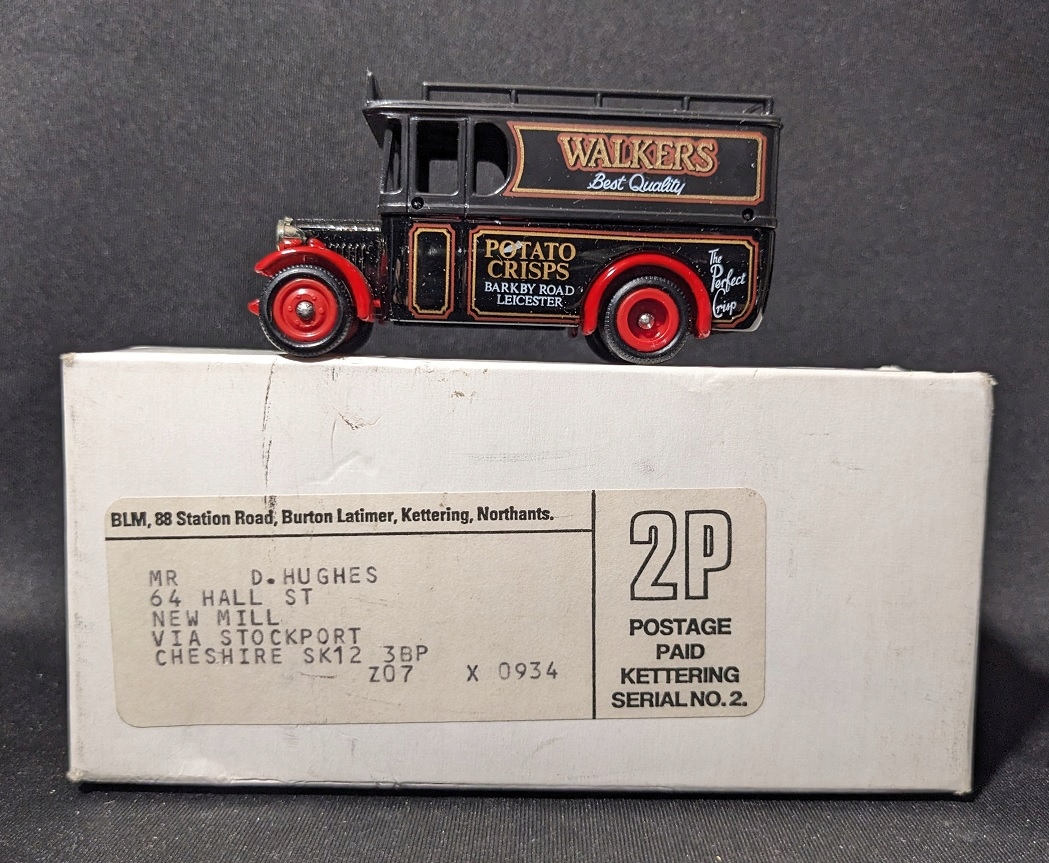 WALKERS
Best Quality
POTATO
CRISPS
BARKBY ROAD
LEICESTER
The
Perfect
Crisp
BLM, 88 Station Road, Burton Latimer, Kettering, Northants.
MR D.HUGHES
64 HALL ST
NEW MILL
VIA STOCKPORT
CHESHIRE SK12 3BP
Z07 X 0934
2P
POSTAGE
PAID
KETTERING
SERIAL NO. 2.